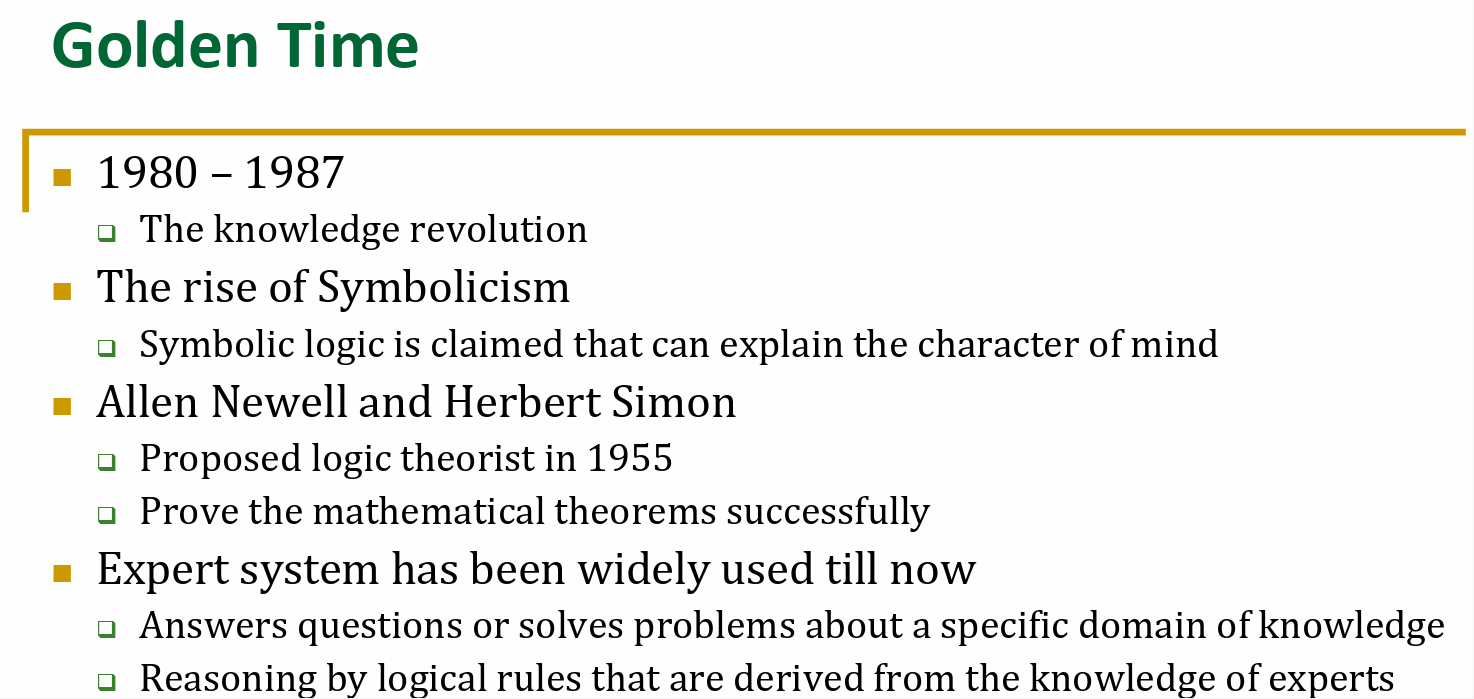 Golden Time
1980 – 1987
The knowledge revolution
The rise of Symbolicism
Symbolic logic is claimed that can explain the character of mind
Allen Newell and Herbert Simon
Proposed logic theorist in 1955
Prove the mathematical theorems successfully
Expert system has been widely used till now
Answers questions or solves problems about a specific domain of knowledge
Reasoning by logical rules that are derived from the knowledge of experts